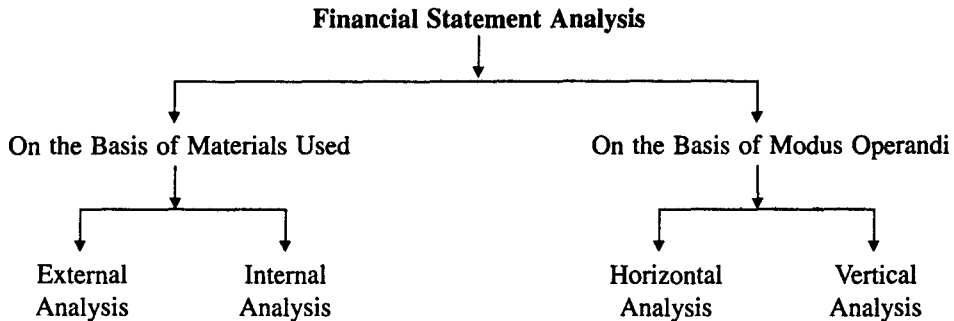 Financial Statement Analysis
On the Basis of Materials Used
On the Basis of Modus Operandi
External
Analysis
Internal
Analysis
Horizontal
Analysis
Vertical
Analysis